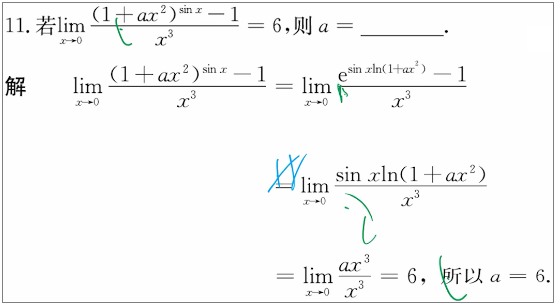 11. 若 lim_{x→0} ((1+ax²)^{sin x} − 1)/x³ = 6,则 a = ________.
解 lim_{x→0} ((1+ax²)^{sin x} − 1)/x³ = lim_{x→0} (e^{sin xln(1+ax²)} − 1)/x³
= lim_{x→0} (sin xln(1+ax²))/x³
= lim_{x→0} ax³/x³ = 6, 所以 a = 6.